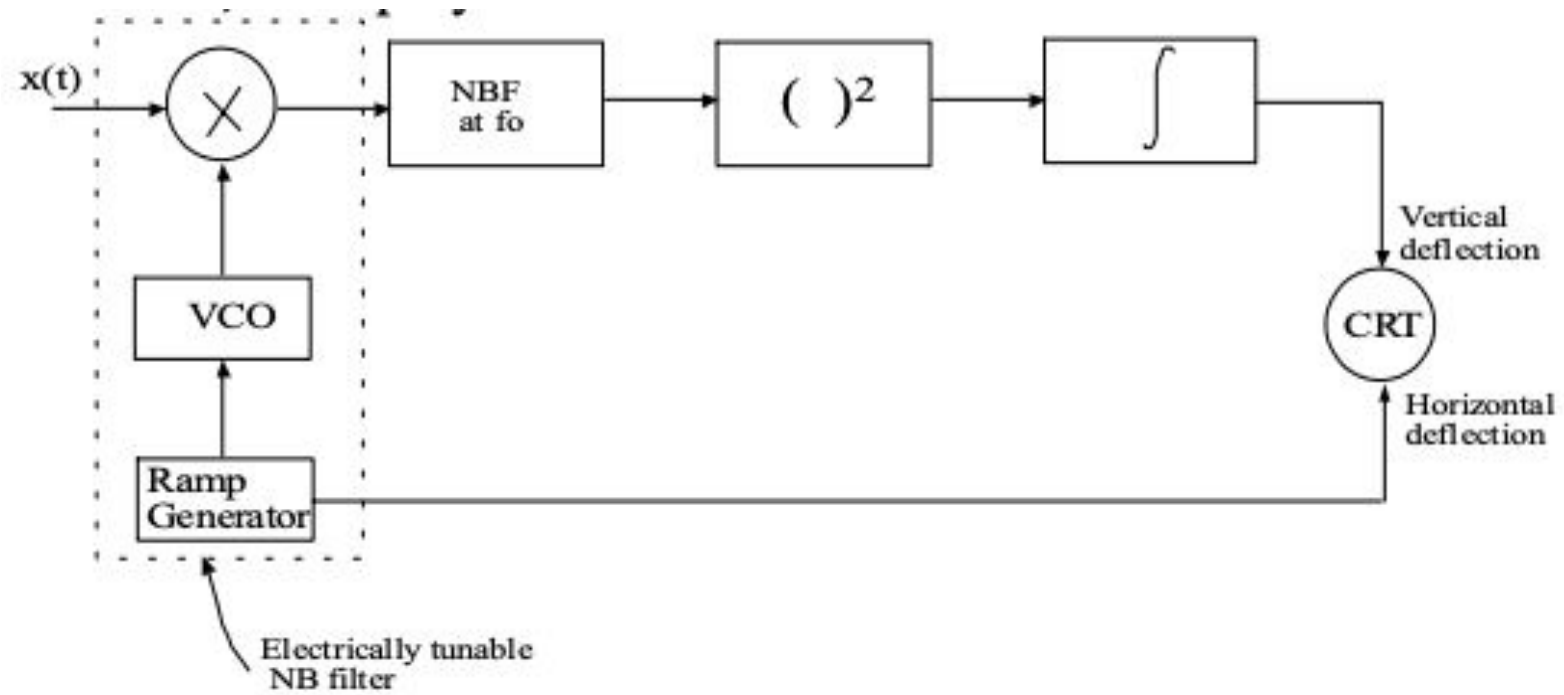 x(t)
NBF
at fo
( )²
∫
Vertical
deflection
VCO
CRT
Horizontal
deflection
Ramp
Generator
Electrically tunable
NB filter